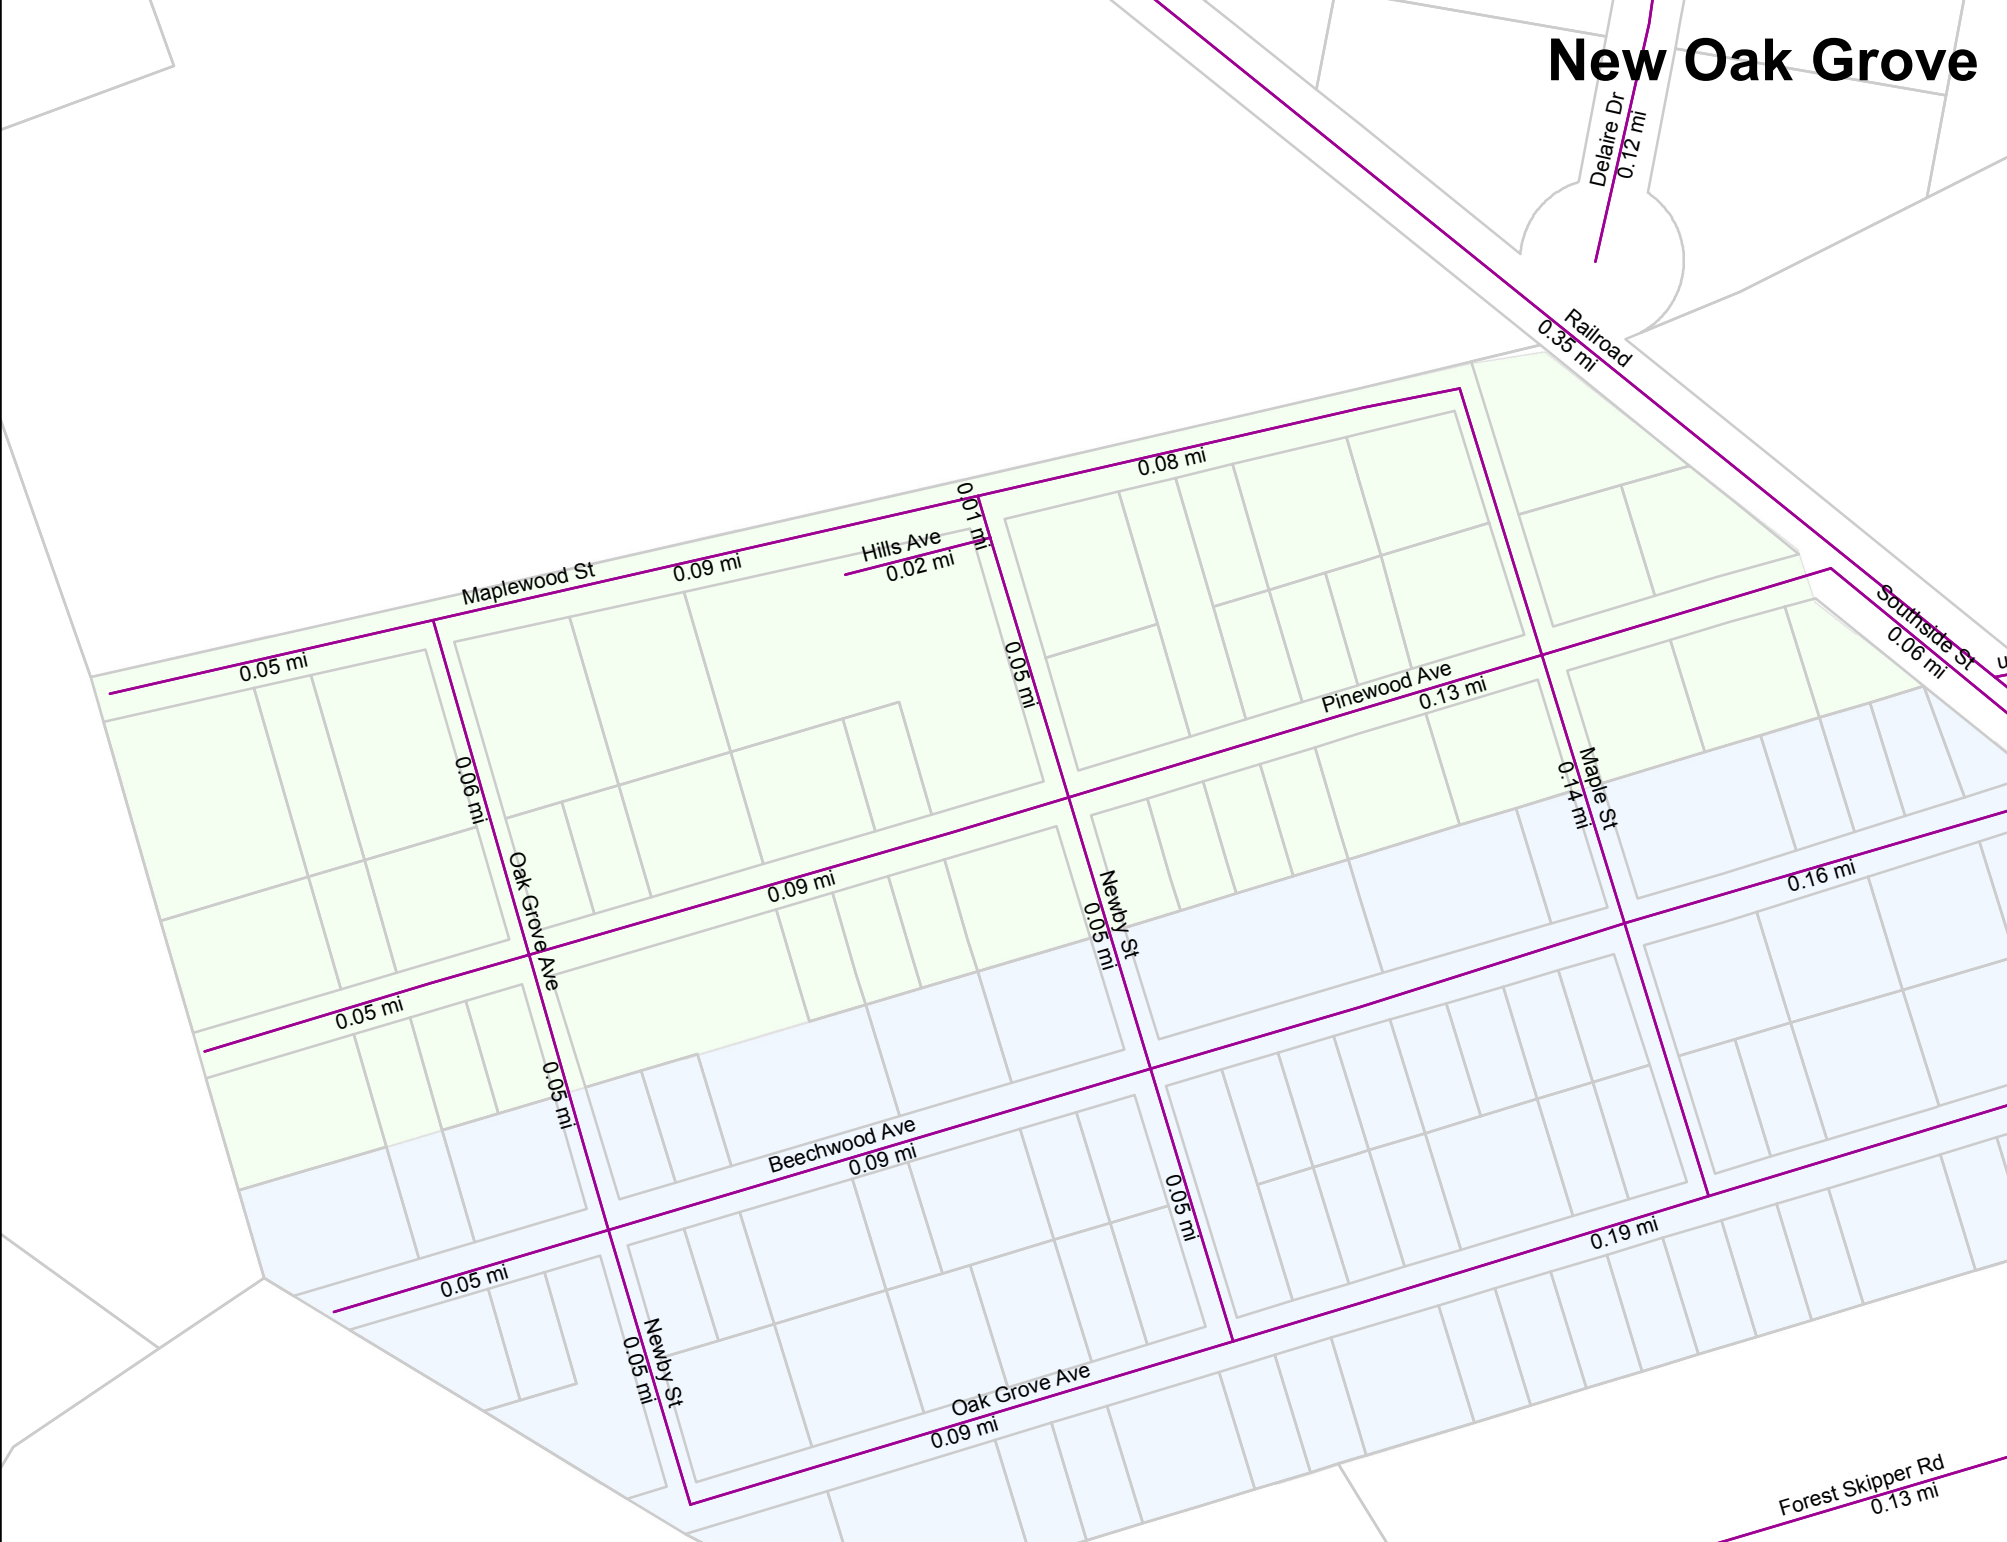 New Oak Grove
Delaire Dr
0.12 mi
Railroad
0.35 mi
0.08 mi
0.01 mi
Hills Ave
0.02 mi
Maplewood St
0.09 mi
0.05 mi
Southside St
0.06 mi
0.05 mi
Pinewood Ave
0.13 mi
0.06 mi
Maple St
0.14 mi
Oak Grove Ave
0.09 mi
Newby St
0.05 mi
0.16 mi
0.05 mi
0.05 mi
Beechwood Ave
0.09 mi
0.05 mi
0.19 mi
0.05 mi
Newby St
0.05 mi
Oak Grove Ave
0.09 mi
Forest Skipper Rd
0.13 mi